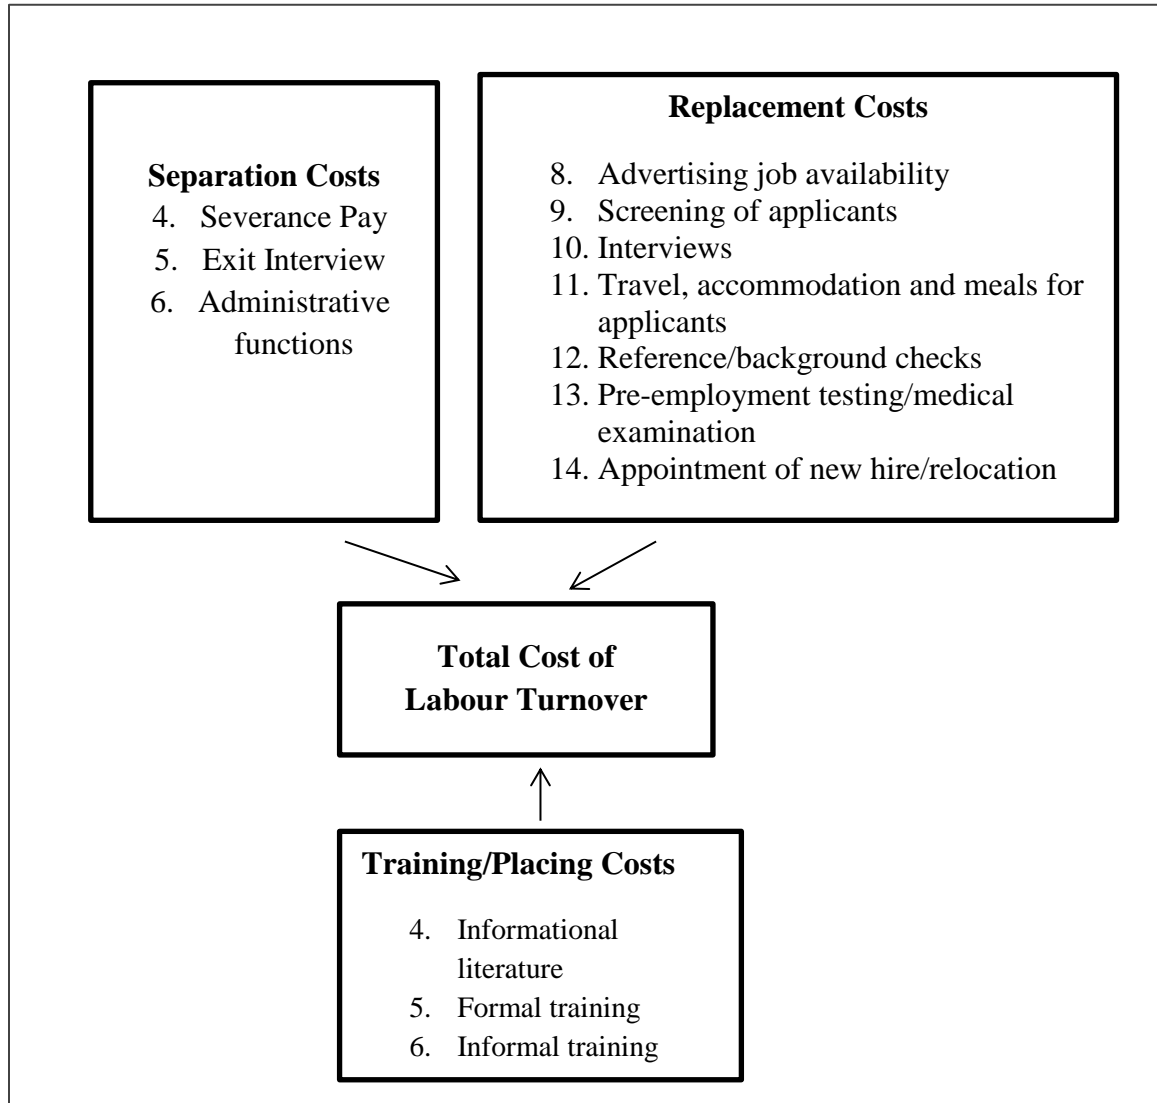 Separation Costs
4. Severance Pay
5. Exit Interview
6. Administrative
functions
Replacement Costs
8. Advertising job availability
9. Screening of applicants
10. Interviews
11. Travel, accommodation and meals for
applicants
12. Reference/background checks
13. Pre-employment testing/medical
examination
14. Appointment of new hire/relocation
Total Cost of
Labour Turnover
Training/Placing Costs
4. Informational
literature
5. Formal training
6. Informal training